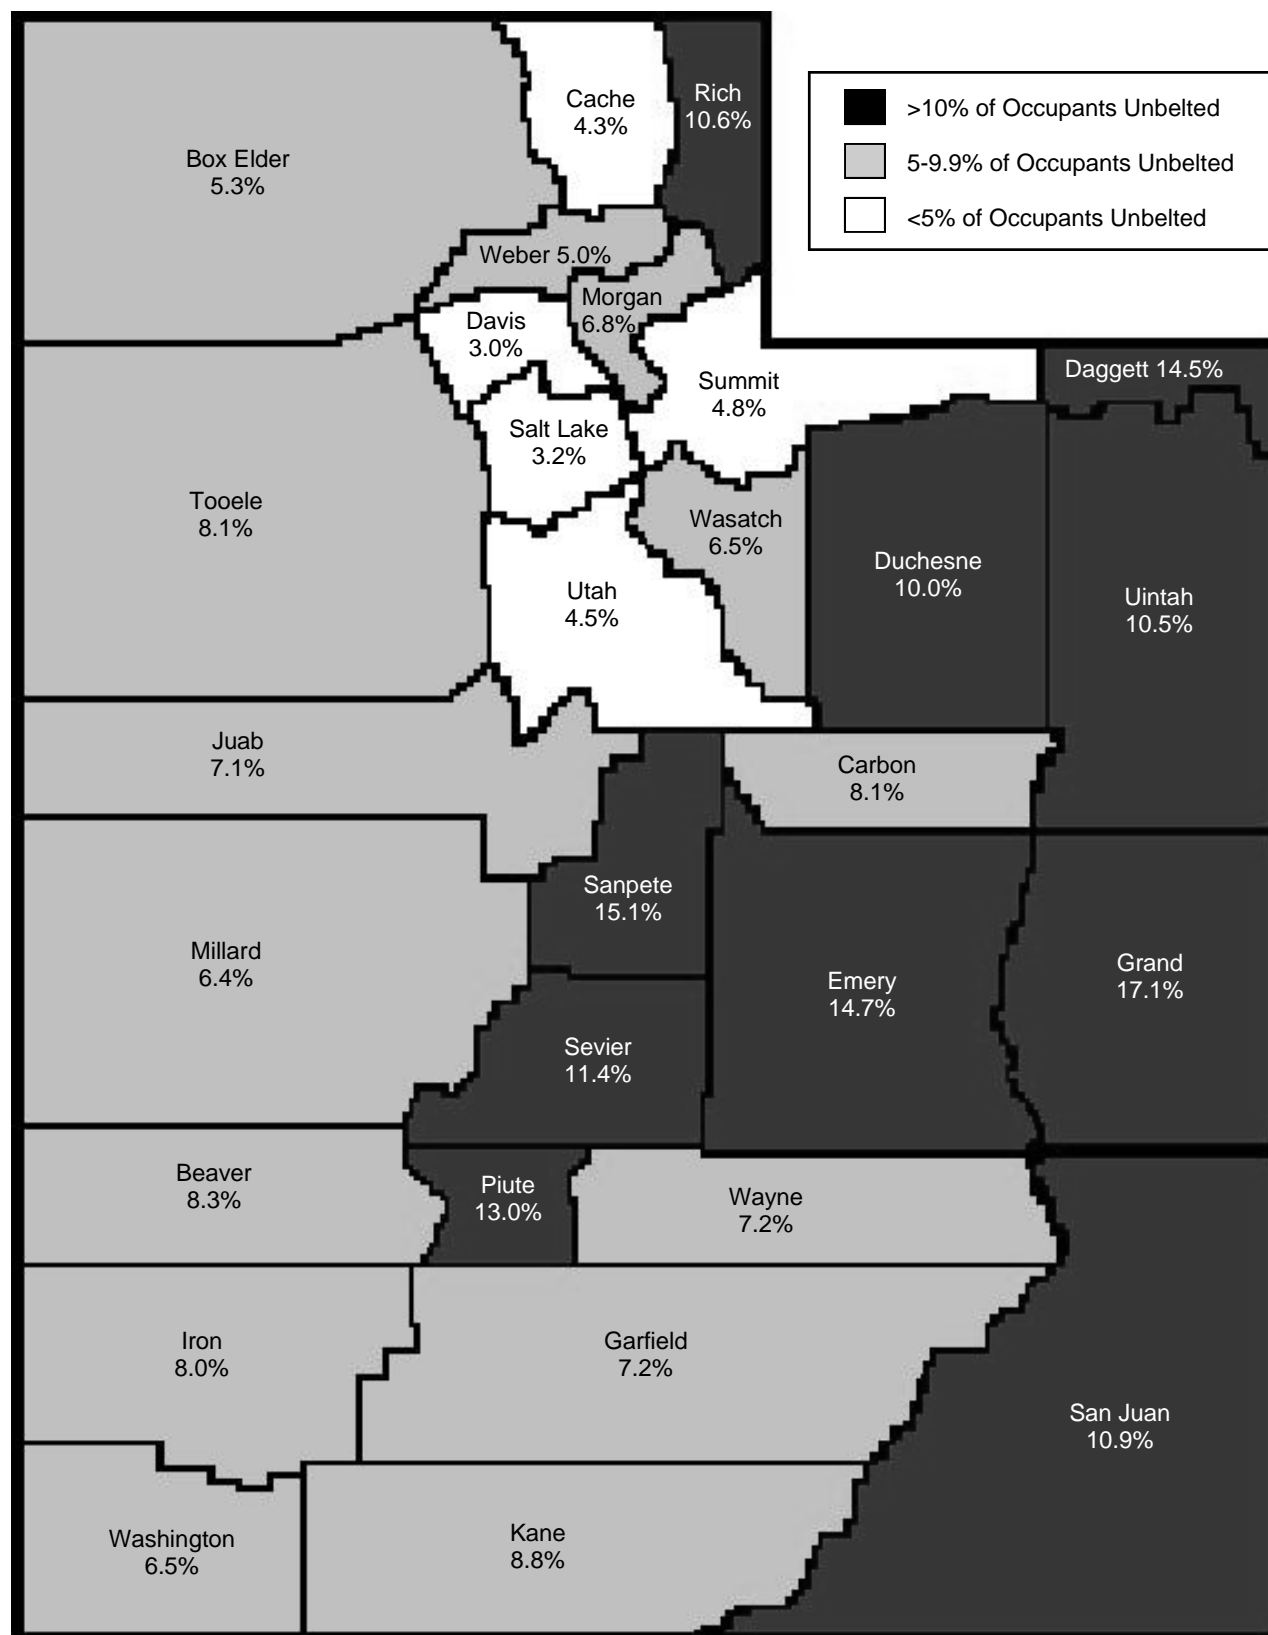 Cache
4.3%
Rich
10.6%
>10% of Occupants Unbelted
5-9.9% of Occupants Unbelted
<5% of Occupants Unbelted
Box Elder
5.3%
Weber 5.0%
Morgan
6.8%
Davis
3.0%
Summit
4.8%
Daggett 14.5%
Salt Lake
3.2%
Tooele
8.1%
Wasatch
6.5%
Duchesne
10.0%
Uintah
10.5%
Utah
4.5%
Juab
7.1%
Carbon
8.1%
Sanpete
15.1%
Millard
6.4%
Emery
14.7%
Grand
17.1%
Sevier
11.4%
Beaver
8.3%
Piute
13.0%
Wayne
7.2%
Iron
8.0%
Garfield
7.2%
San Juan
10.9%
Washington
6.5%
Kane
8.8%